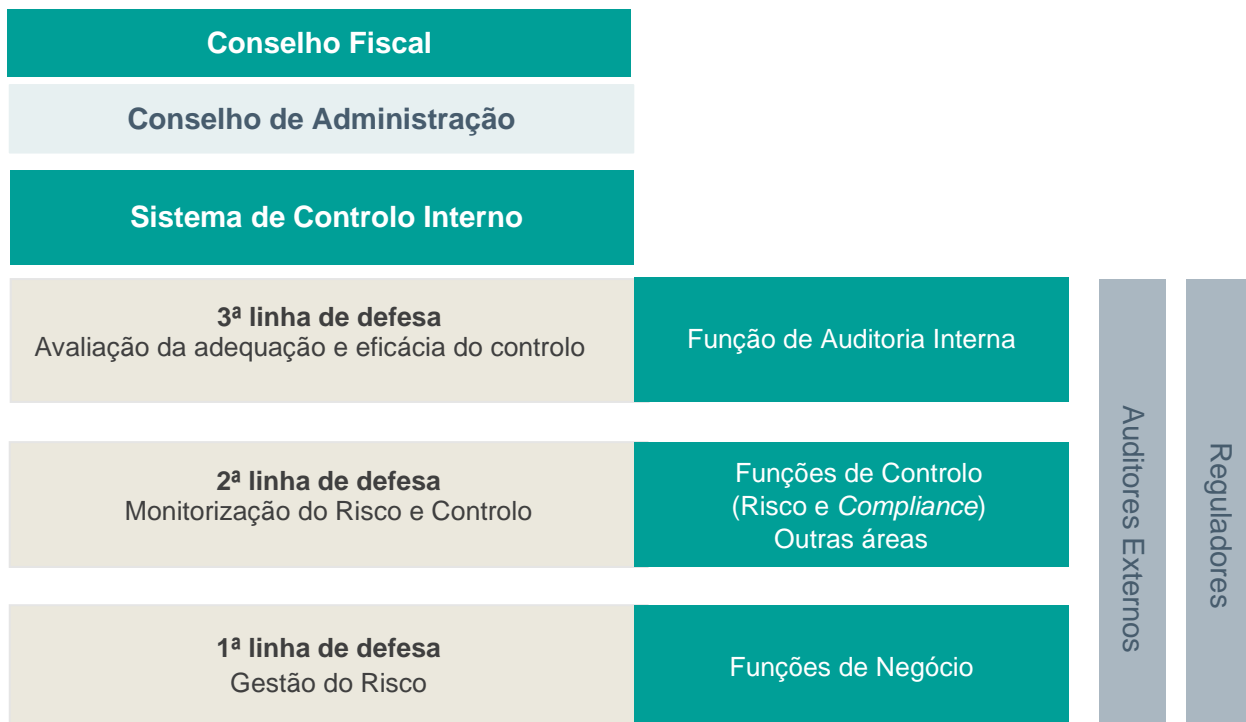 Conselho Fiscal
Conselho de Administração
Sistema de Controlo Interno
3ª linha de defesa
Avaliação da adequação e eficácia do controlo
Função de Auditoria Interna
2ª linha de defesa
Monitorização do Risco e Controlo
Funções de Controlo
(Risco e Compliance)
Outras áreas
1ª linha de defesa
Gestão do Risco
Funções de Negócio
Auditores Externos
Reguladores